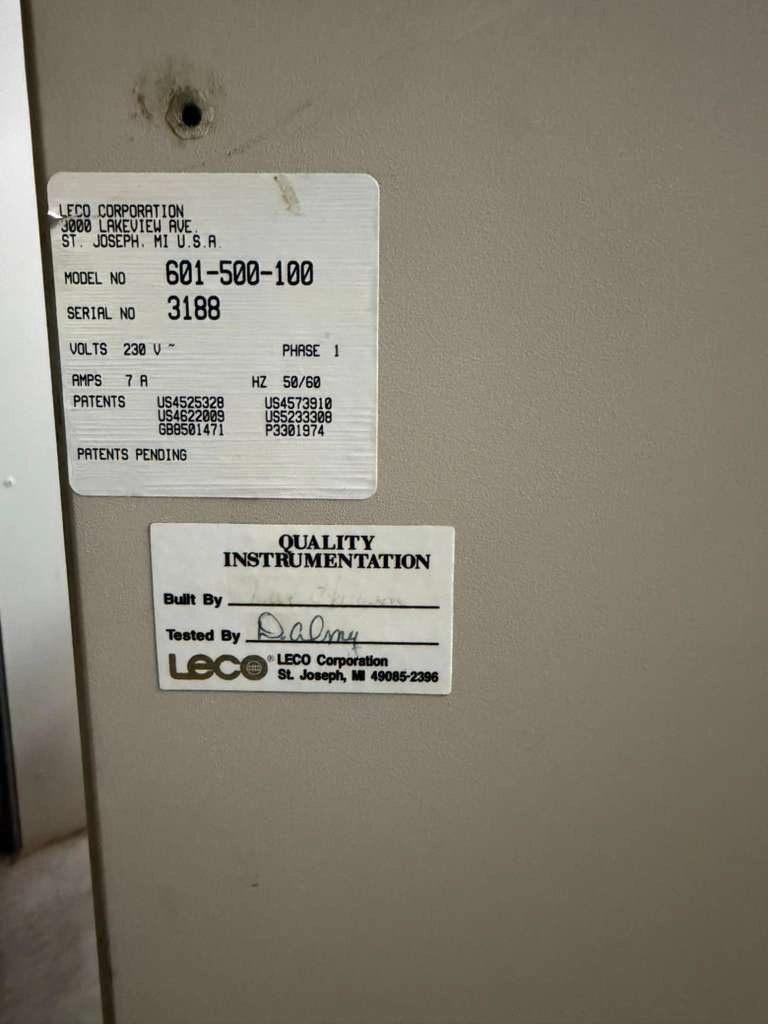 LECO CORPORATION
3000 LAKEVIEW AVE.
ST. JOSEPH, MI U.S.A.
MODEL NO 601-500-100
SERIAL NO 3188
VOLTS 230 V ~ PHASE 1
AMPS 7 A HZ 50/60
PATENTS US4525328 US4573910
US4622009 US5233308
GB8501471 P3301974
PATENTS PENDING
QUALITY
INSTRUMENTATION
Built By
Tested By D. Almy
LECO® LECO Corporation
St. Joseph, MI 49085-2396